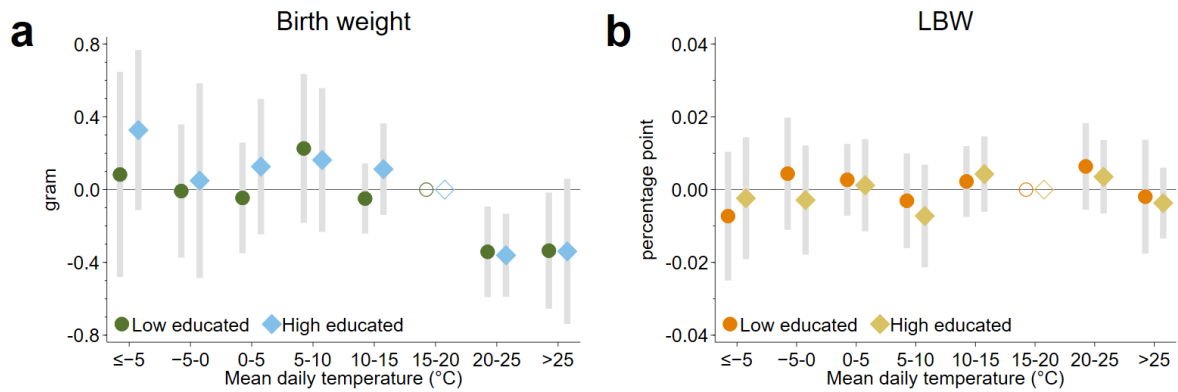 a
Birth weight
gram
0.8
0.4
0.0
-0.4
-0.8
Low educated
High educated
≤−5
−5-0
0-5
5-10
10-15
15-20
20-25
>25
Mean daily temperature (°C)
b
LBW
percentage point
0.04
0.02
0.00
-0.02
-0.04
Low educated
High educated
≤−5
−5-0
0-5
5-10
10-15
15-20
20-25
>25
Mean daily temperature (°C)